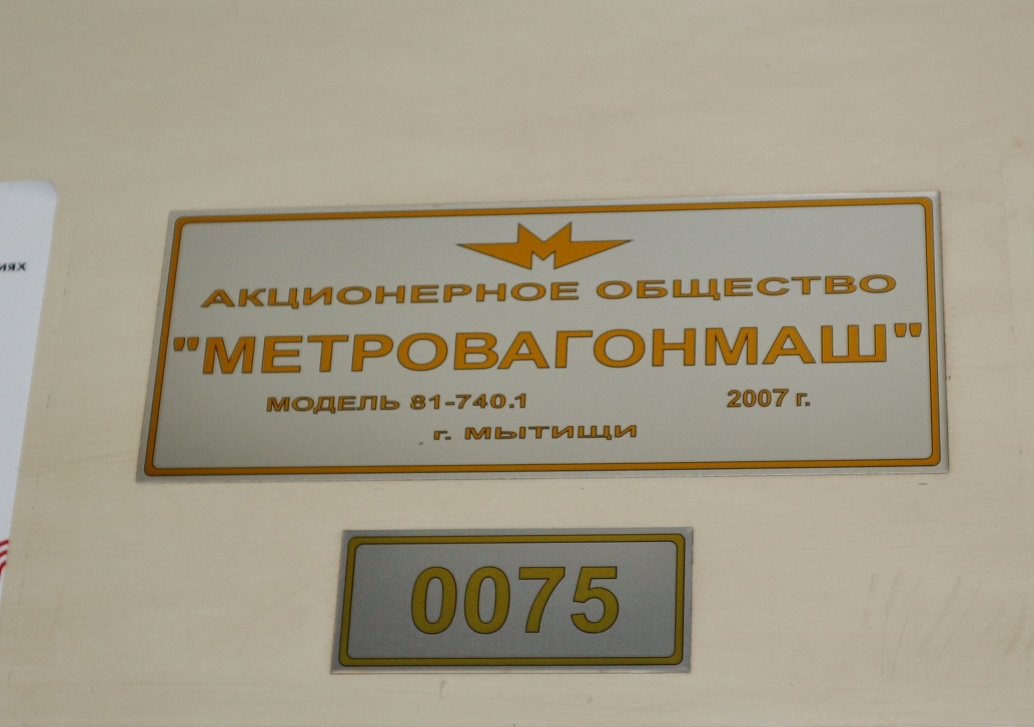 АКЦИОНЕРНОЕ ОБЩЕСТВО
"МЕТРОВАГОНМАШ"
МОДЕЛЬ 81-740.1 2007 г.
г. МЫТИЩИ
0075